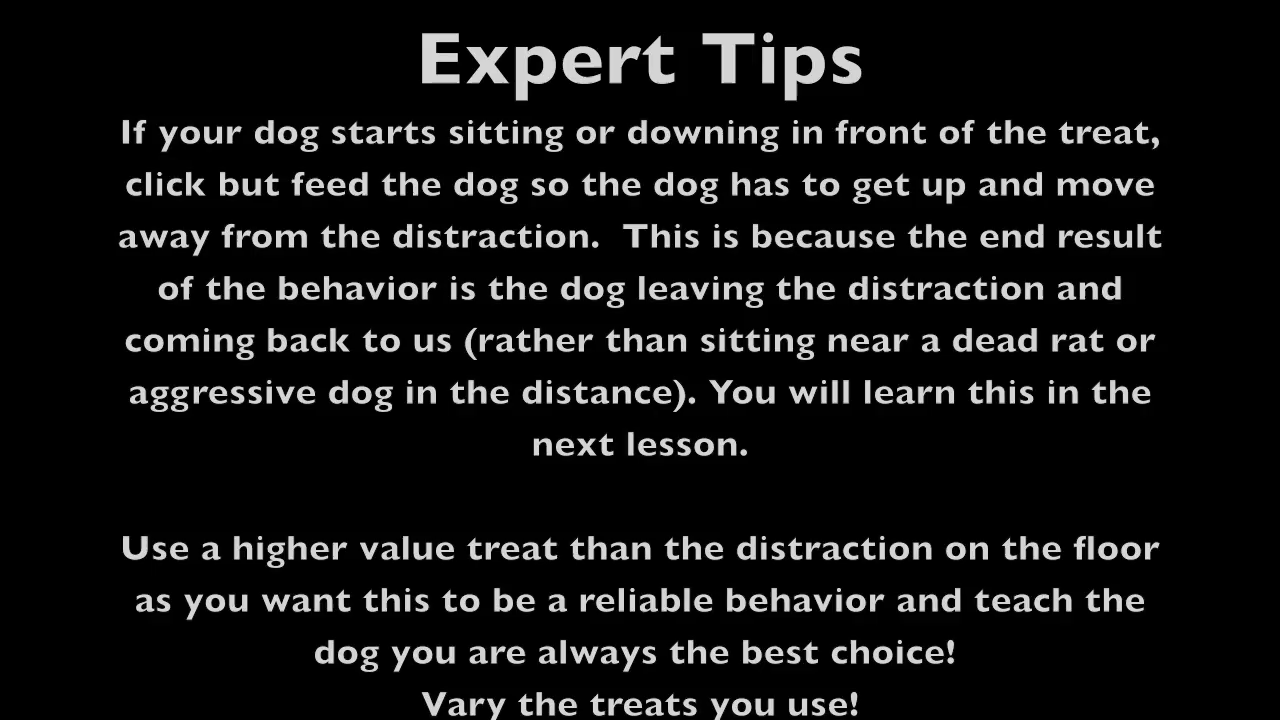 Expert Tips
If your dog starts sitting or downing in front of the treat,
click but feed the dog so the dog has to get up and move
away from the distraction.  This is because the end result
of the behavior is the dog leaving the distraction and
coming back to us (rather than sitting near a dead rat or
aggressive dog in the distance). You will learn this in the
next lesson.
Use a higher value treat than the distraction on the floor
as you want this to be a reliable behavior and teach the
dog you are always the best choice!
Vary the treats you use!